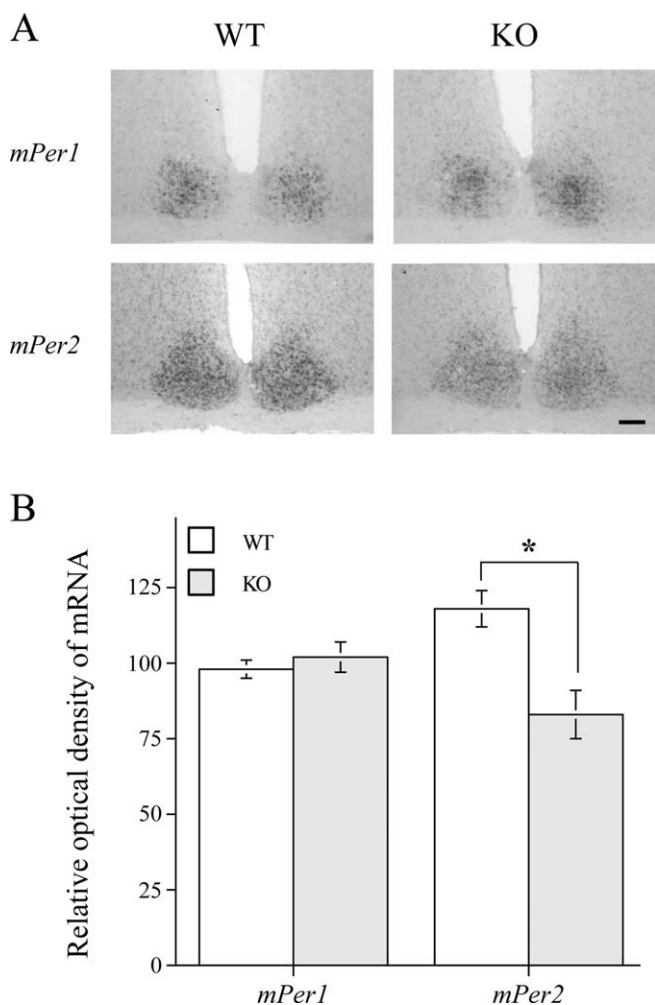 A
WT KO
mPer1
mPer2
B
Relative optical density of mRNA
WT
KO
*
125
100
75
50
25
0
mPer1 mPer2